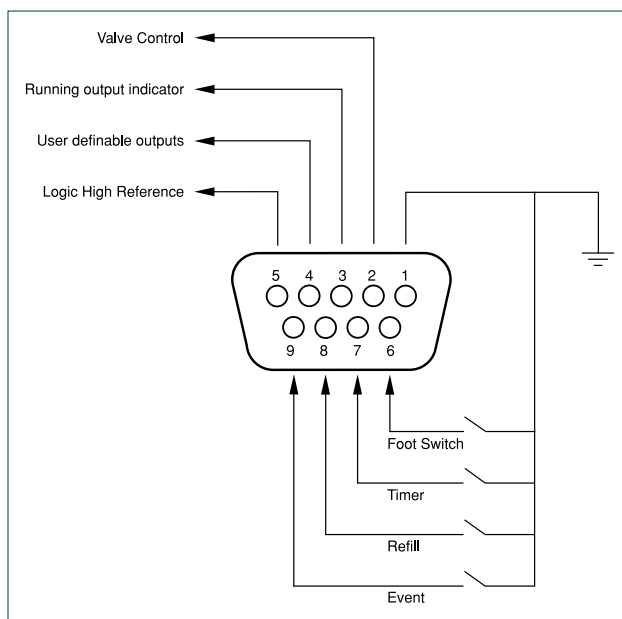 Valve Control
Running output indicator
User definable outputs
Logic High Reference
5 4 3 2 1
9 8 7 6
Foot Switch
Timer
Refill
Event